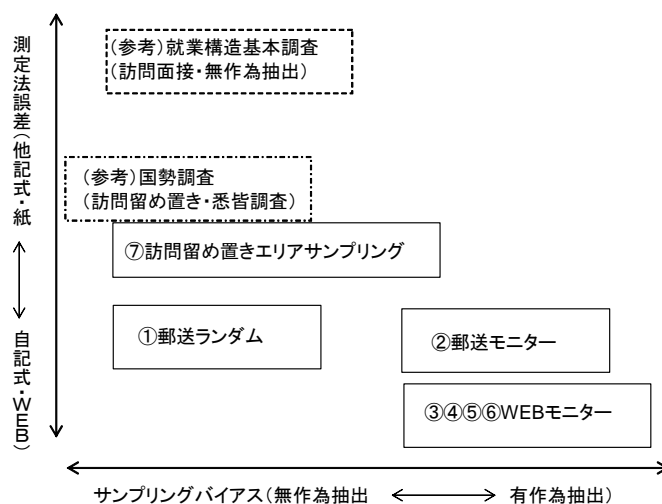 測定法誤差(他記式・紙
自記式・WEB)
(参考)就業構造基本調査
(訪問面接・無作為抽出)
(参考)国勢調査
(訪問留め置き・悉皆調査)
⑦訪問留め置きエリアサンプリング
①郵送ランダム
②郵送モニター
③④⑤⑥WEBモニター
サンプリングバイアス(無作為抽出 有作為抽出)